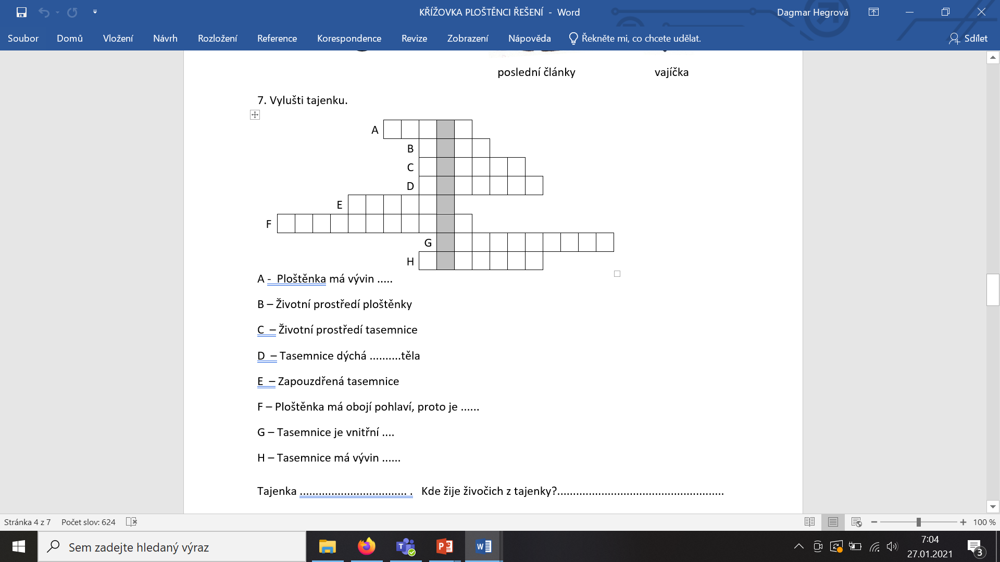 KŘÍŽOVKA PLOŠTĚNCI ŘEŠENÍ - Word
Dagmar Hegrová
Soubor Domů Vložení Návrh Rozložení Reference Korespondence Revize Zobrazení Nápověda Řekněte mi, co chcete udělat. Sdílet
poslední články vajíčka
7. Vylušti tajenku.
A
B
C
D
E
F
G
H
A - Ploštěnka má vývin .....
B – Životní prostředí ploštěnky
C – Životní prostředí tasemnice
D – Tasemnice dýchá ..........těla
E – Zapouzdřená tasemnice
F – Ploštěnka má obojí pohlaví, proto je ......
G – Tasemnice je vnitřní ....
H – Tasemnice má vývin ......
Tajenka .................................. . Kde žije živočich z tajenky?.....................................................
Stránka 4 z 7 Počet slov: 624 100 %
Sem zadejte hledaný výraz
7:04
27.01.2021
3